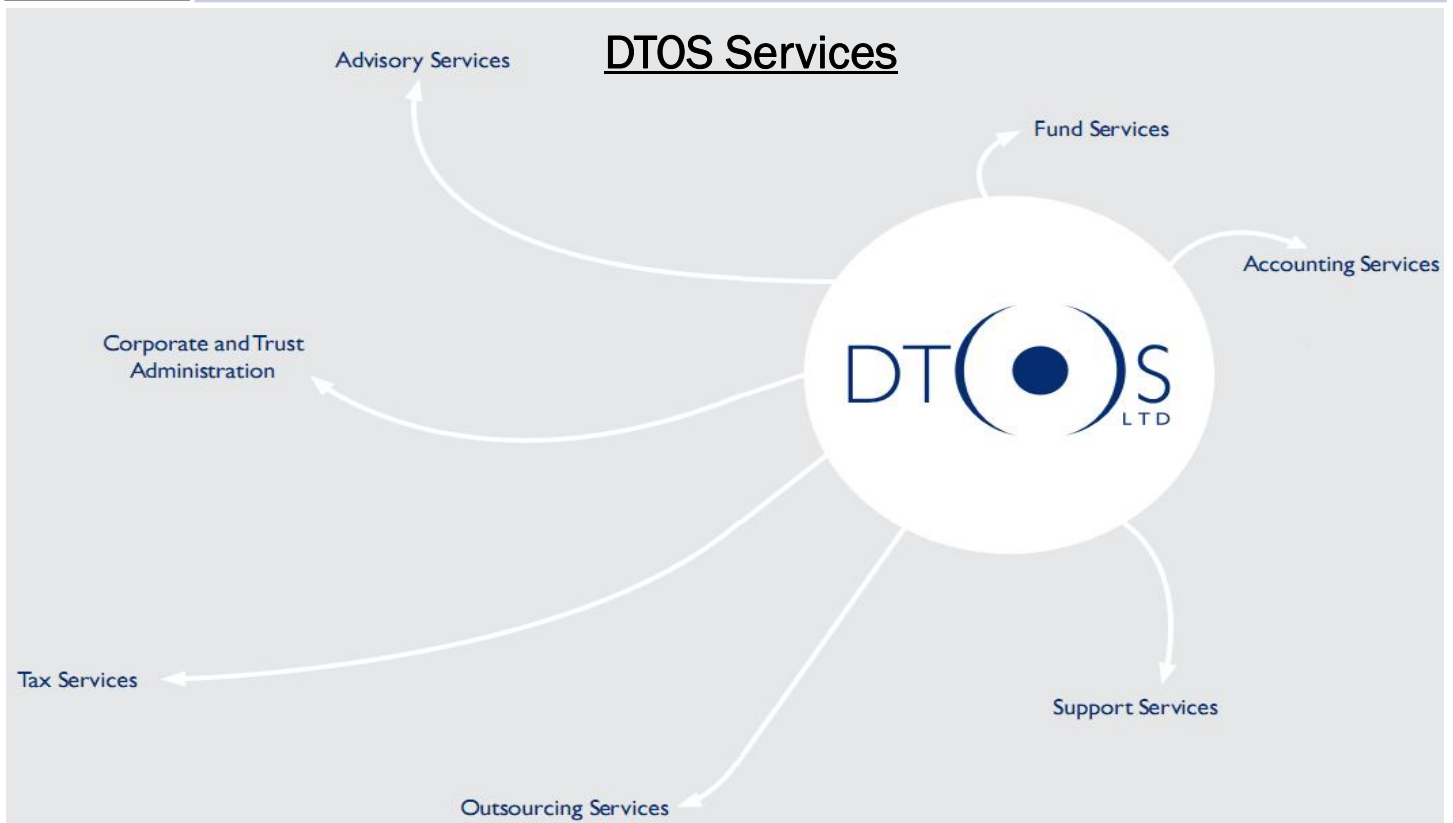 DTOS Services
Advisory Services
Fund Services
Accounting Services
Corporate and Trust
Administration
DTOS
LTD
Tax Services
Support Services
Outsourcing Services